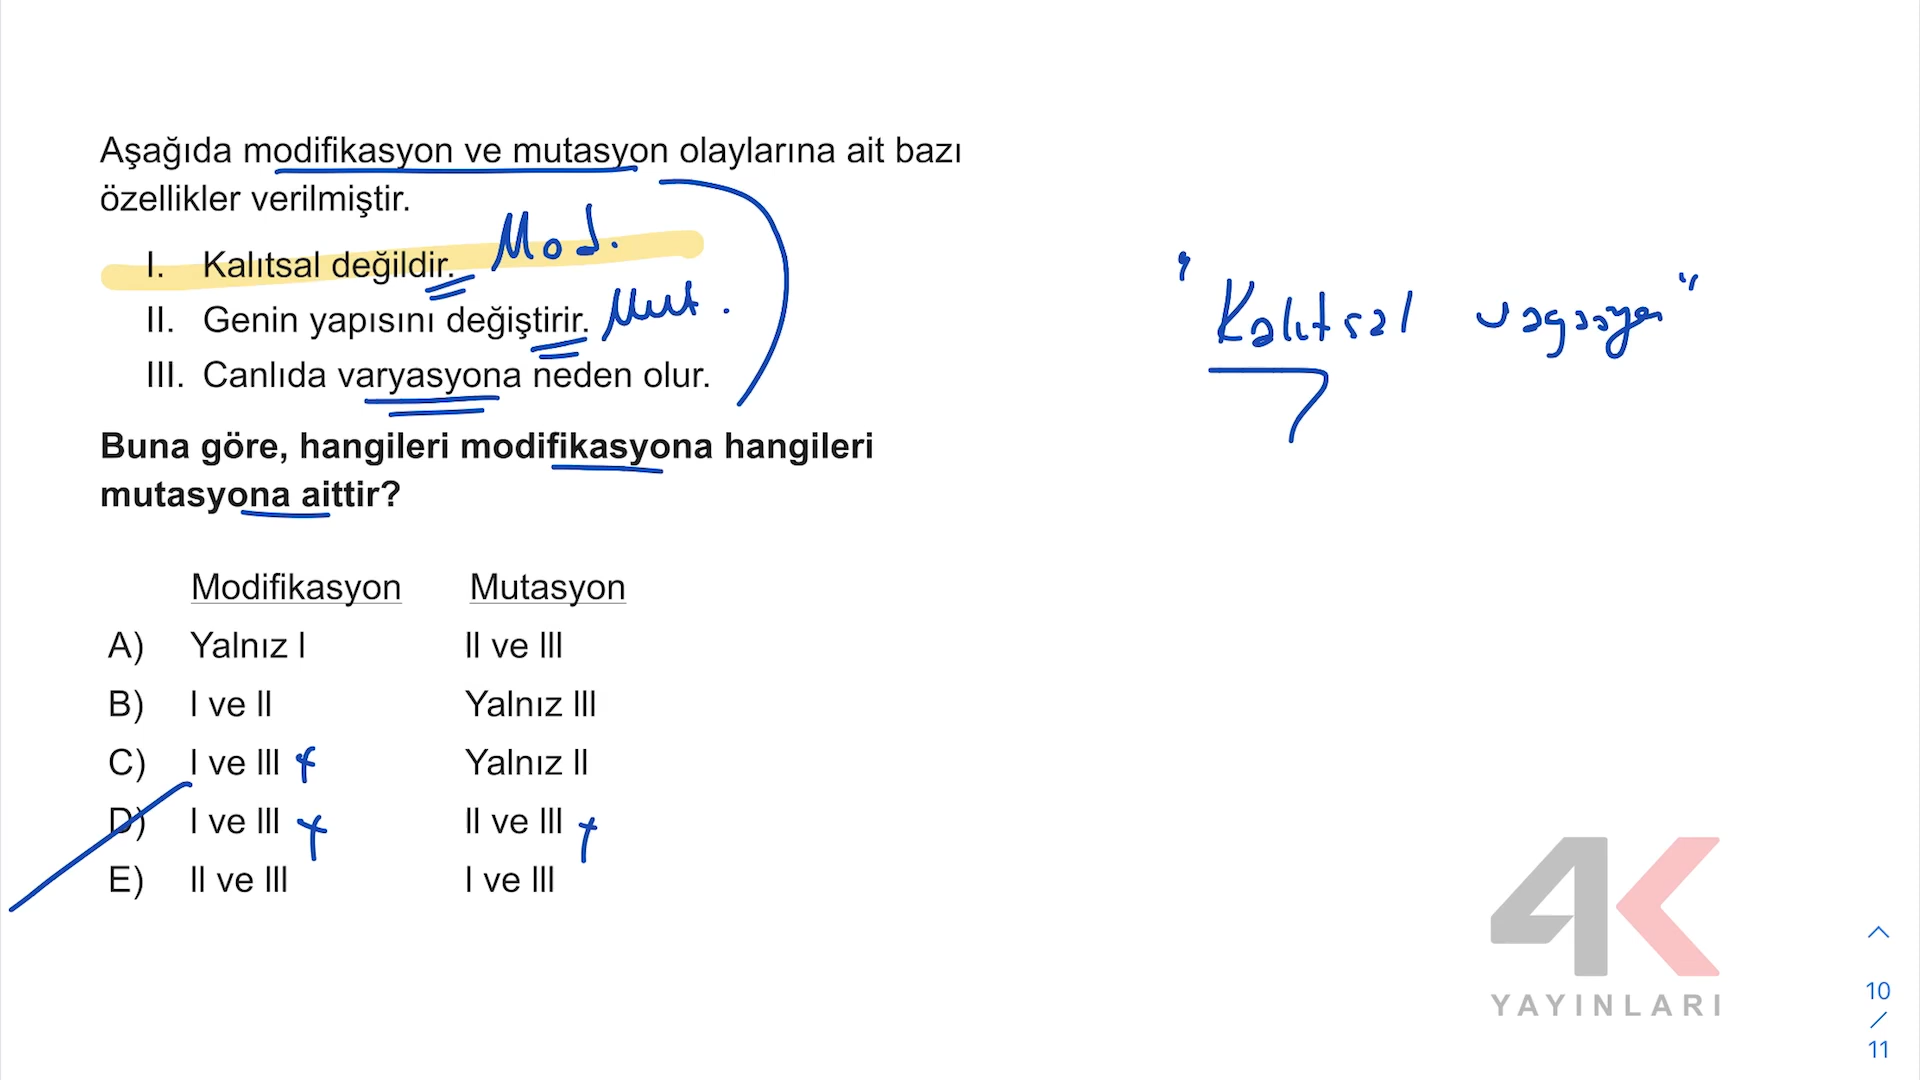 Aşağıda modifikasyon ve mutasyon olaylarına ait bazı
özellikler verilmiştir.
I. Kalıtsal değildir. Mod.
II. Genin yapısını değiştirir. Mut.
III. Canlıda varyasyona neden olur.
"Kalıtsal
Buna göre, hangileri modifikasyona hangileri
mutasyona aittir?
Modifikasyon Mutasyon
A) Yalnız I II ve III
B) I ve II Yalnız III
C) I ve III Yalnız II
D) I ve III II ve III
E) II ve III I ve III
4K
YAYINLARI
10
/
11